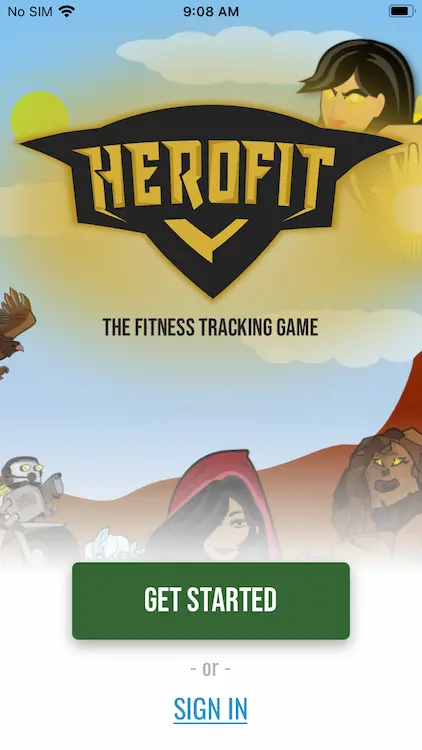 No SIM 9:08 AM
HEROFIT
THE FITNESS TRACKING GAME
GET STARTED
- or -
SIGN IN